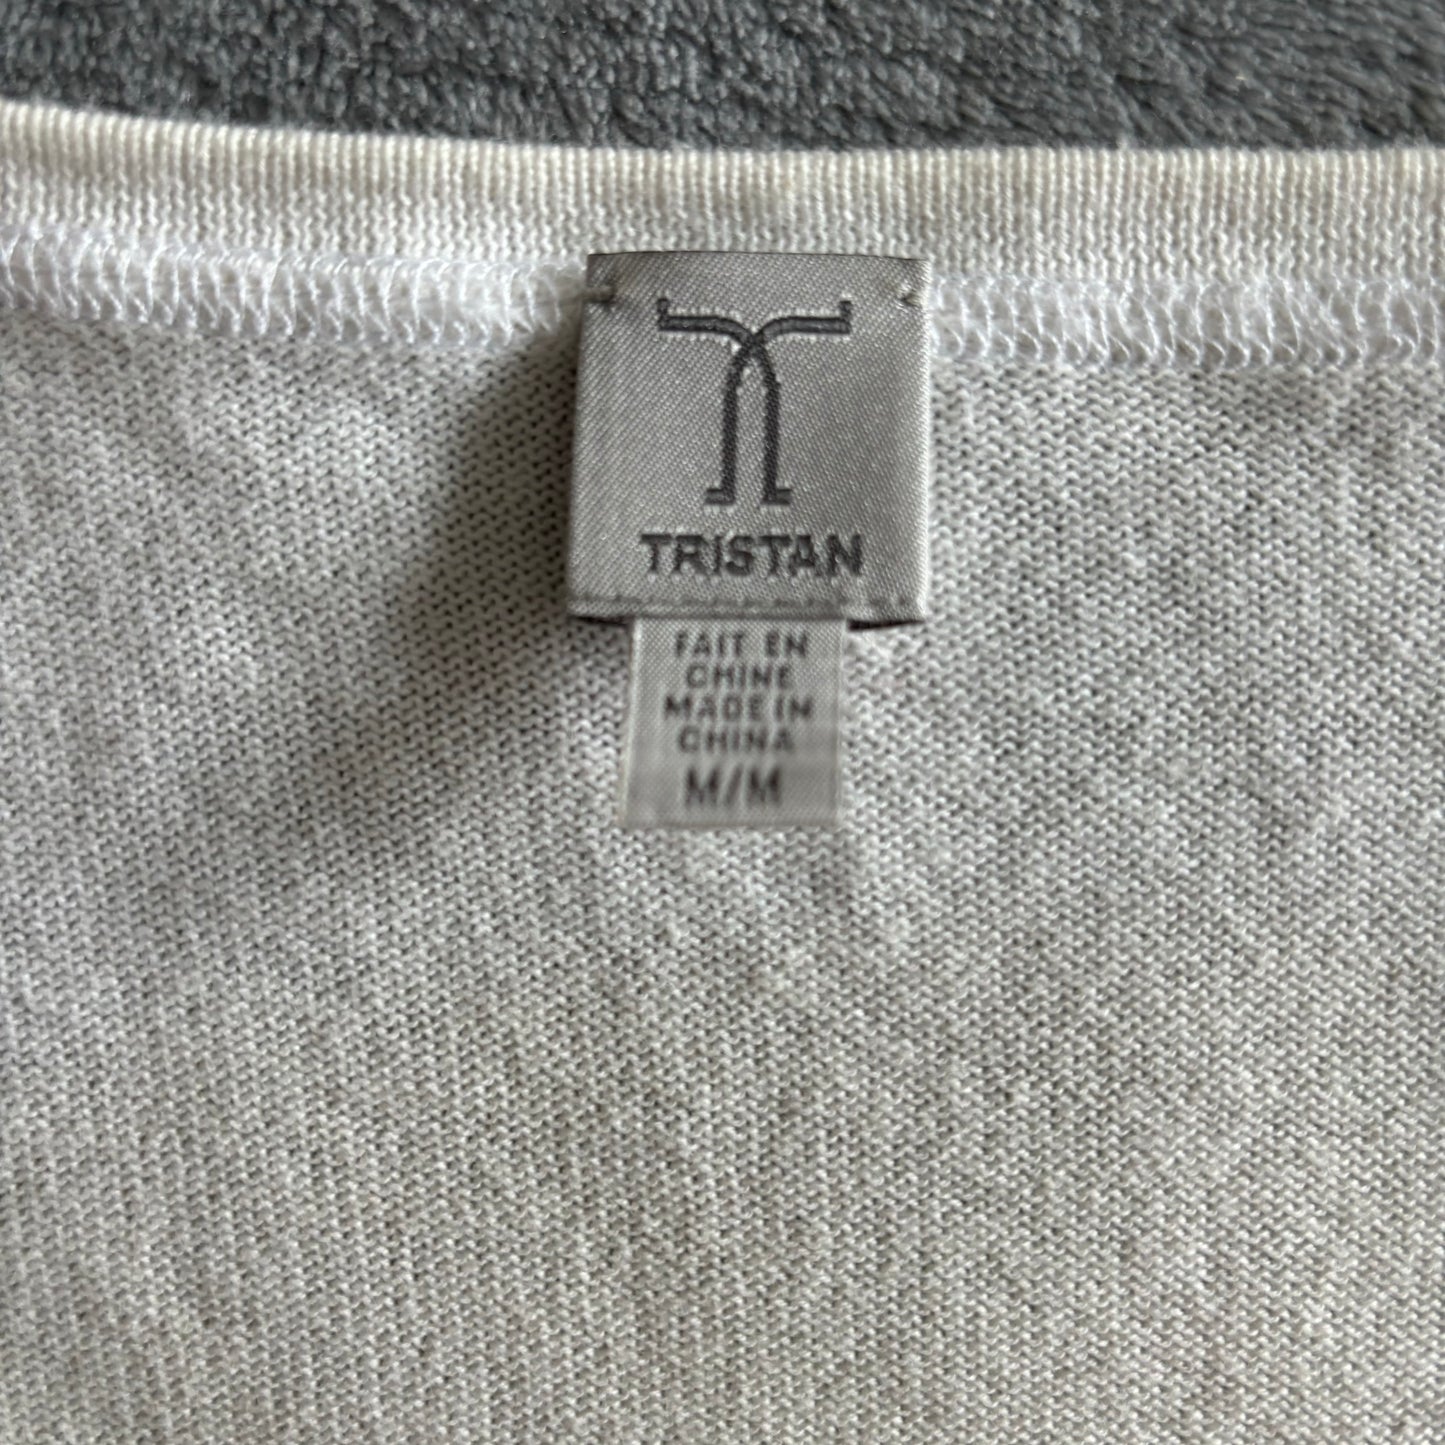 TRISTAN
FAIT EN
CHINE
MADE IN
CHINA
M/M